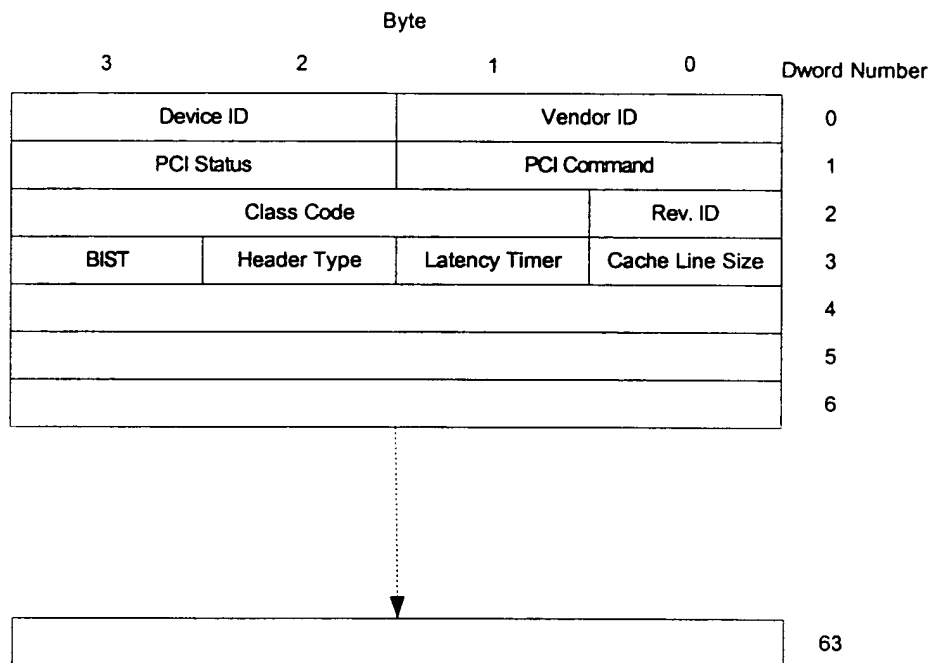 Byte
3 2 1 0 Dword Number
Device ID Vendor ID 0
PCI Status PCI Command 1
Class Code Rev. ID 2
BIST Header Type Latency Timer Cache Line Size 3
4
5
6
63